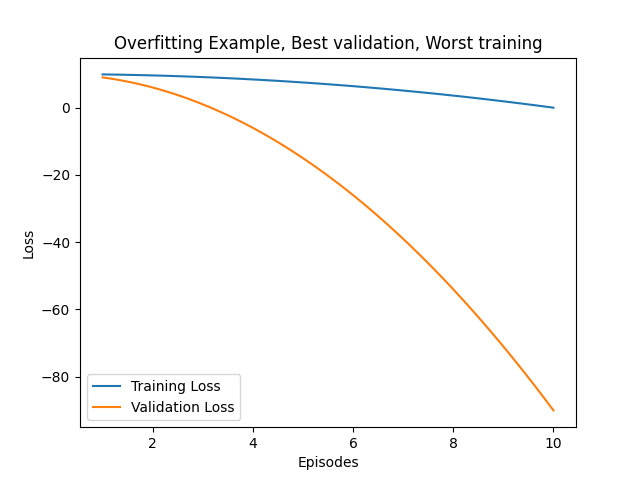 Overfitting Example, Best validation, Worst training
Loss
0
−20
−40
−60
−80
Training Loss
Validation Loss
2 4 6 8 10
Episodes